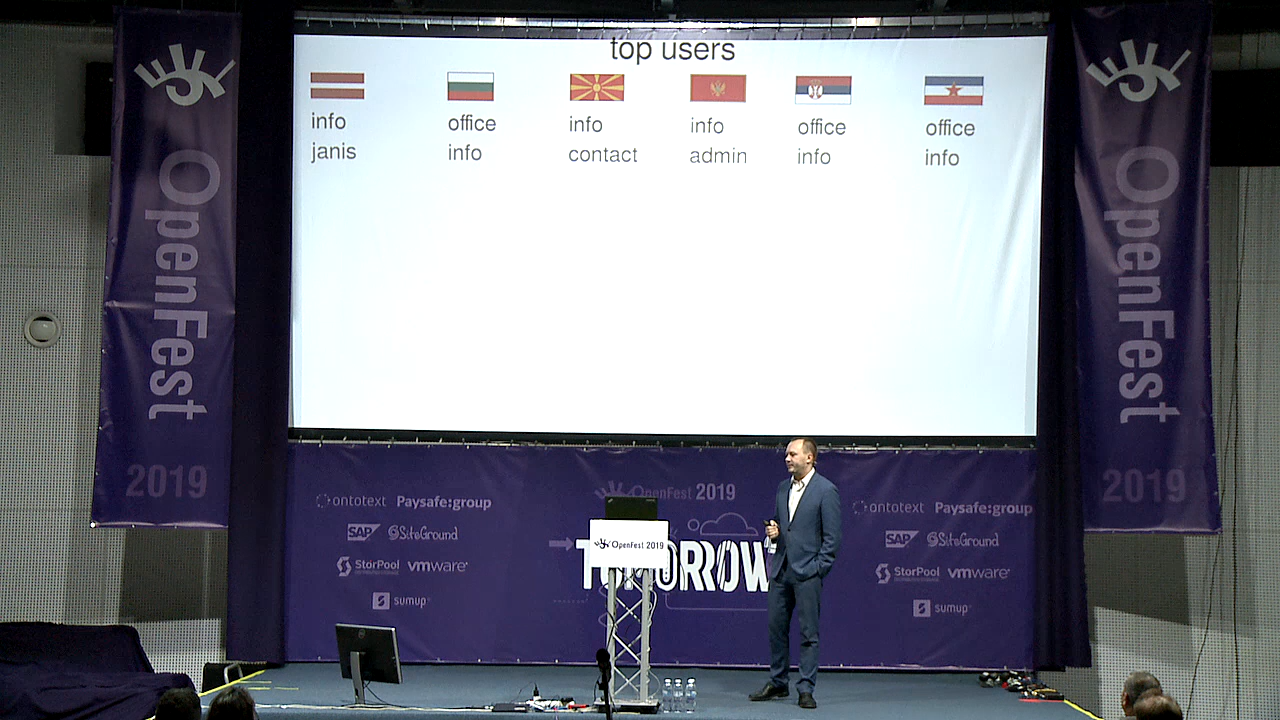 top users
info
janis
office
info
info
contact
info
admin
office
info
office
info
OpenFest
2019
OpenFest
2019
ontotext Paysafe:group
SAP SiteGround
StorPool vmware
sumup
OpenFest 2019
OpenFest 2019
TOMORROW
ontotext Paysafe:group
SAP SiteGround
StorPool vmware
sumup